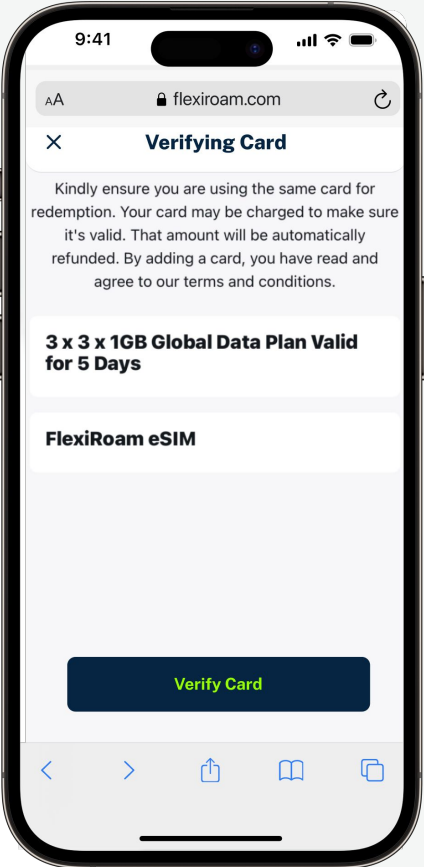 9:41
AA flexiroam.com
Verifying Card
Kindly ensure you are using the same card for
redemption. Your card may be charged to make sure
it's valid. That amount will be automatically
refunded. By adding a card, you have read and
agree to our terms and conditions.
3 x 3 x 1GB Global Data Plan Valid
for 5 Days
FlexiRoam eSIM
Verify Card